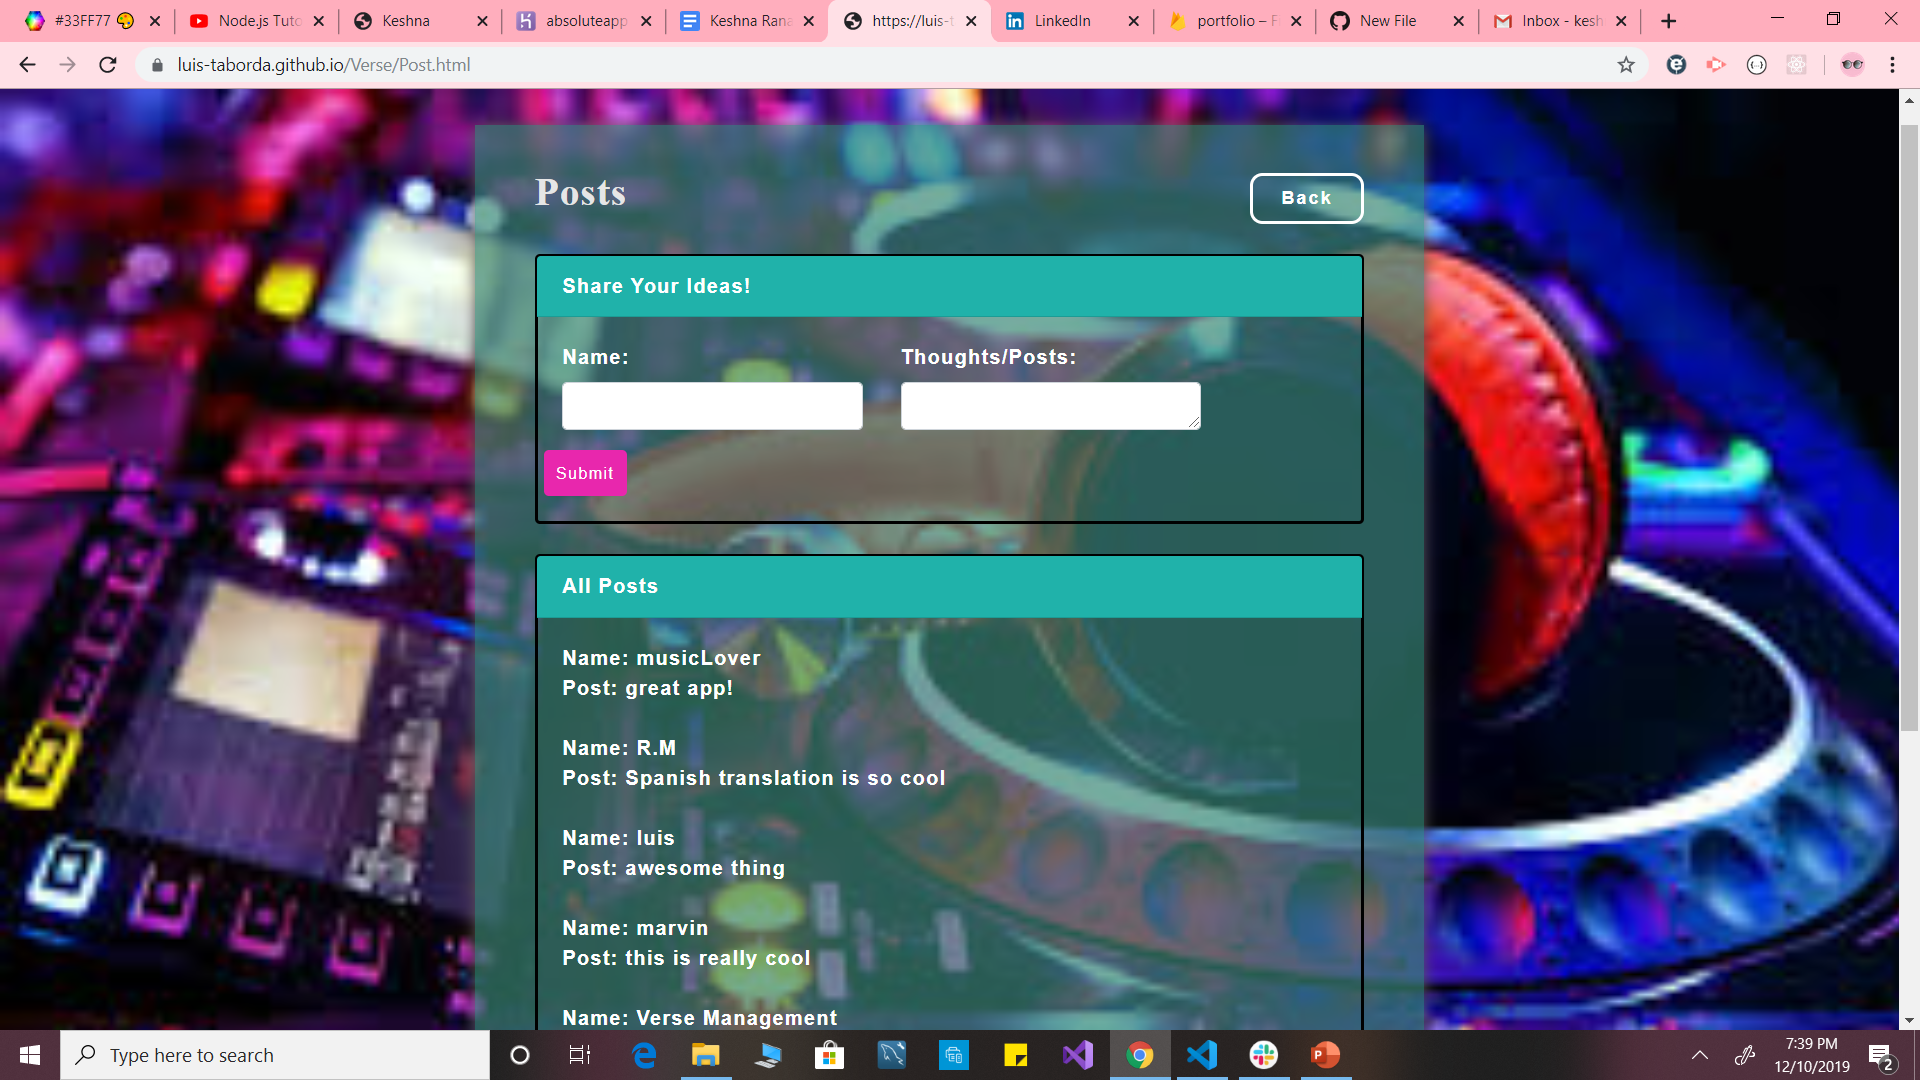 #33FF77
Node.js Tuto
Keshna
absoluteapp
Keshna Rana
https://luis-t
LinkedIn
portfolio – F
New File
Inbox - kesh
luis-taborda.github.io/Verse/Post.html
Posts
Back
Share Your Ideas!
Name:
Thoughts/Posts:
Submit
All Posts
Name: musicLover
Post: great app!
Name: R.M
Post: Spanish translation is so cool
Name: luis
Post: awesome thing
Name: marvin
Post: this is really cool
Name: Verse Management
Type here to search
7:39 PM
12/10/2019
2